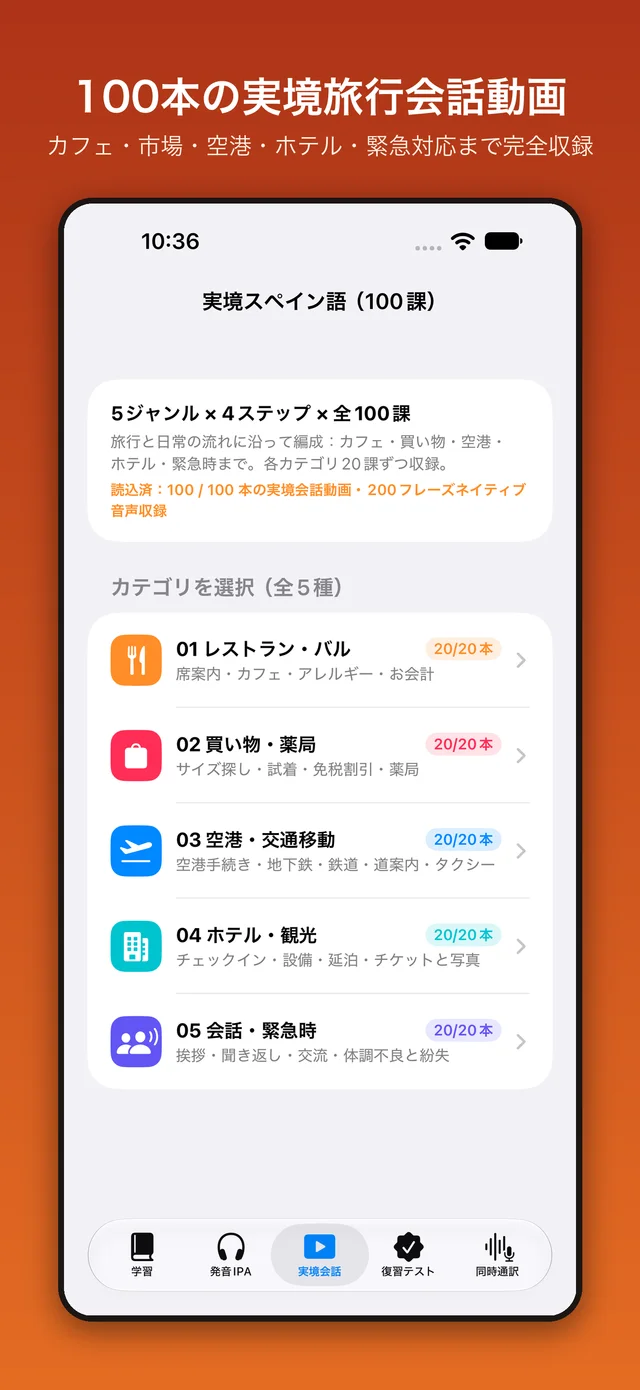 100本の実境旅行会話動画
カフェ・市場・空港・ホテル・緊急対応まで完全収録
10:36
実境スペイン語（100課）
5ジャンル × 4ステップ × 全100課
旅行と日常の流れに沿って編成：カフェ・買い物・空港・
ホテル・緊急時まで。各カテゴリ20課ずつ収録。
読込済：100 / 100 本の実境会話動画・200フレーズネイティブ
音声収録
カテゴリを選択（全5種）
01 レストラン・バル
20/20 本
席案内・カフェ・アレルギー・お会計
02 買い物・薬局
20/20 本
サイズ探し・試着・免税割引・薬局
03 空港・交通移動
20/20 本
空港手続き・地下鉄・鉄道・道案内・タクシー
04 ホテル・観光
20/20 本
チェックイン・設備・延泊・チケットと写真
05 会話・緊急時
20/20 本
挨拶・聞き返し・交流・体調不良と紛失
学習
発音IPA
実境会話
復習テスト
同時通訳